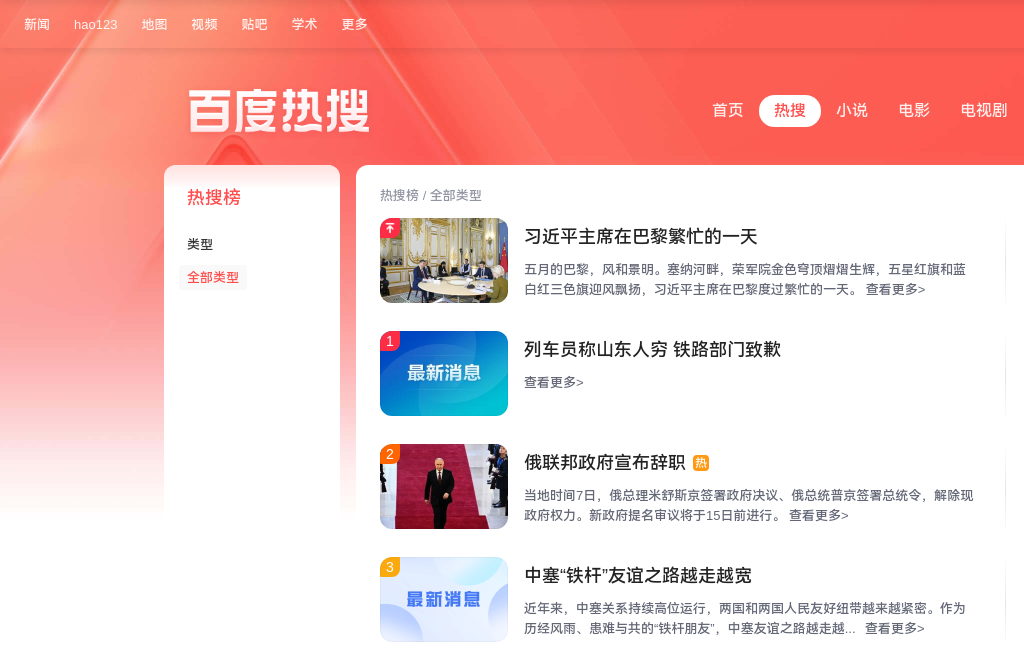 新闻 hao123 地图 视频 贴吧 学术 更多
百度热搜
首页 热搜 小说 电影 电视剧
热搜榜
类型
全部类型
热搜榜 / 全部类型
习近平主席在巴黎繁忙的一天
五月的巴黎，风和景明。塞纳河畔，荣军院金色穹顶熠熠生辉，五星红旗和蓝
白红三色旗迎风飘扬，习近平主席在巴黎度过繁忙的一天。 查看更多>
1
最新消息
列车员称山东人穷 铁路部门致歉
查看更多>
2
俄联邦政府宣布辞职 热
当地时间7日，俄总理米舒斯京签署政府决议、俄总统普京签署总统令，解除现
政府权力。新政府提名审议将于15日前进行。 查看更多>
3
最新消息
中塞“铁杆”友谊之路越走越宽
近年来，中塞关系持续高位运行，两国和两国人民友好纽带越来越紧密。作为
历经风雨、患难与共的“铁杆朋友”，中塞友谊之路越走越... 查看更多>